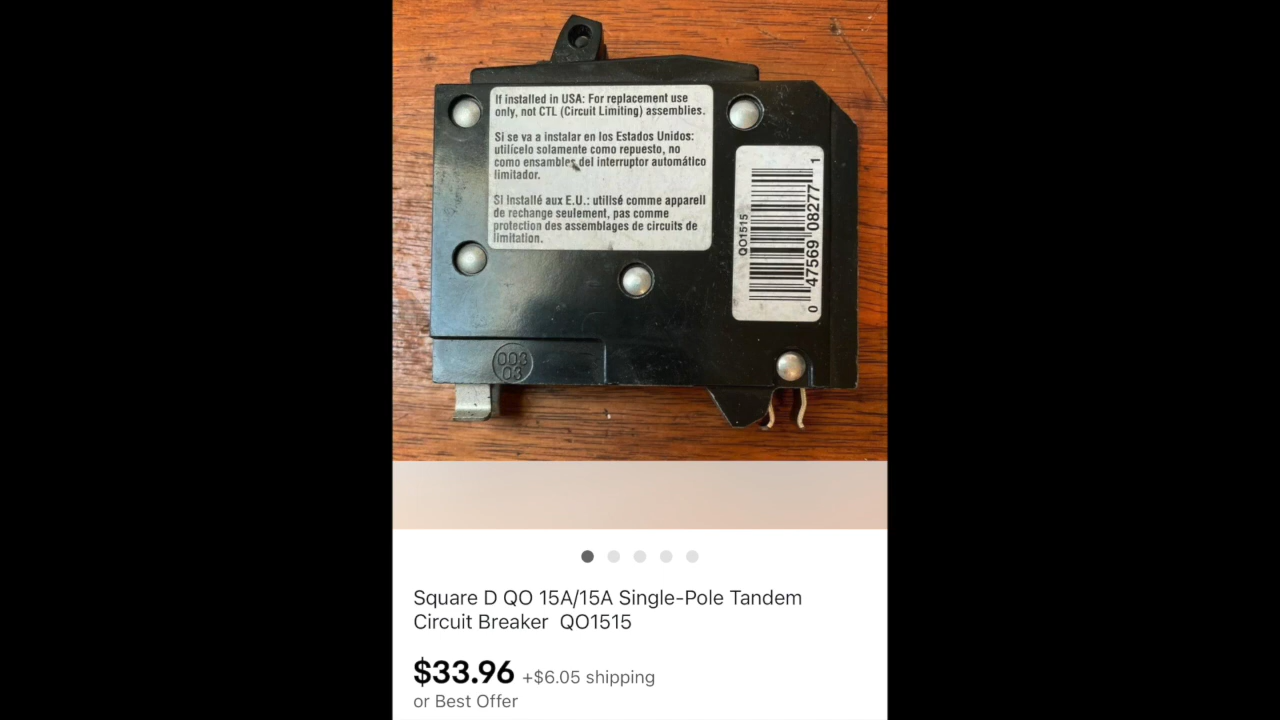 If installed in USA: For replacement use
only, not CTL (Circuit Limiting) assemblies.
Si se va a instalar en los Estados Unidos:
utilícelo solamente como repuesto, no
como ensambles del interruptor automático
limitador.
Si Installé aux E.U.: utilisé comme appareil
de rechange seulement, pas comme
protection des assemblages de circuits de
limitation.
QO1515
0 47569 08277 1
003
03
Square D QO 15A/15A Single-Pole Tandem
Circuit Breaker QO1515
$33.96 +$6.05 shipping
or Best Offer